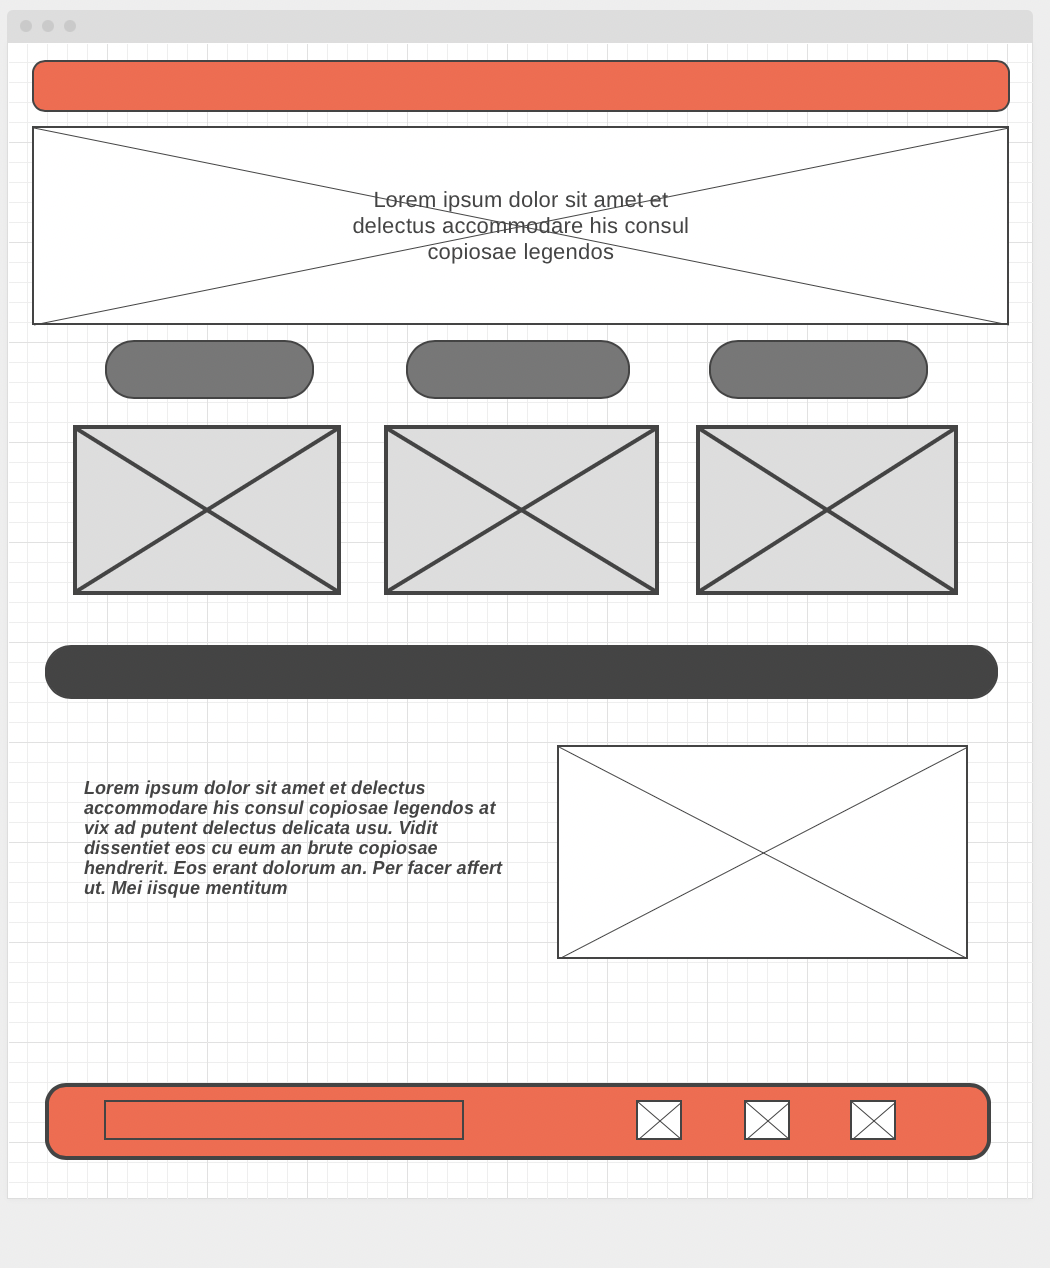 Lorem ipsum dolor sit amet et
delectus accommodare his consul
copiosae legendos
Lorem ipsum dolor sit amet et delectus
accommodare his consul copiosae legendos at
vix ad putent delectus delicata usu. Vidit
dissentiet eos cu eum an brute copiosae
hendrerit. Eos erant dolorum an. Per facer affert
ut. Mei iisque mentitum